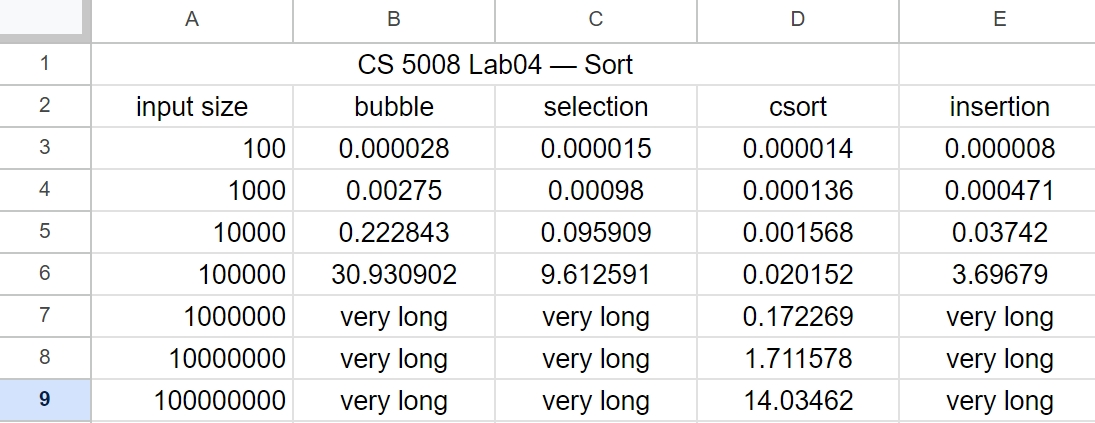 A B C D E
1 CS 5008 Lab04 — Sort
2 input size bubble selection csort insertion
3 100 0.000028 0.000015 0.000014 0.000008
4 1000 0.00275 0.00098 0.000136 0.000471
5 10000 0.222843 0.095909 0.001568 0.03742
6 100000 30.930902 9.612591 0.020152 3.69679
7 1000000 very long very long 0.172269 very long
8 10000000 very long very long 1.711578 very long
9 100000000 very long very long 14.03462 very long